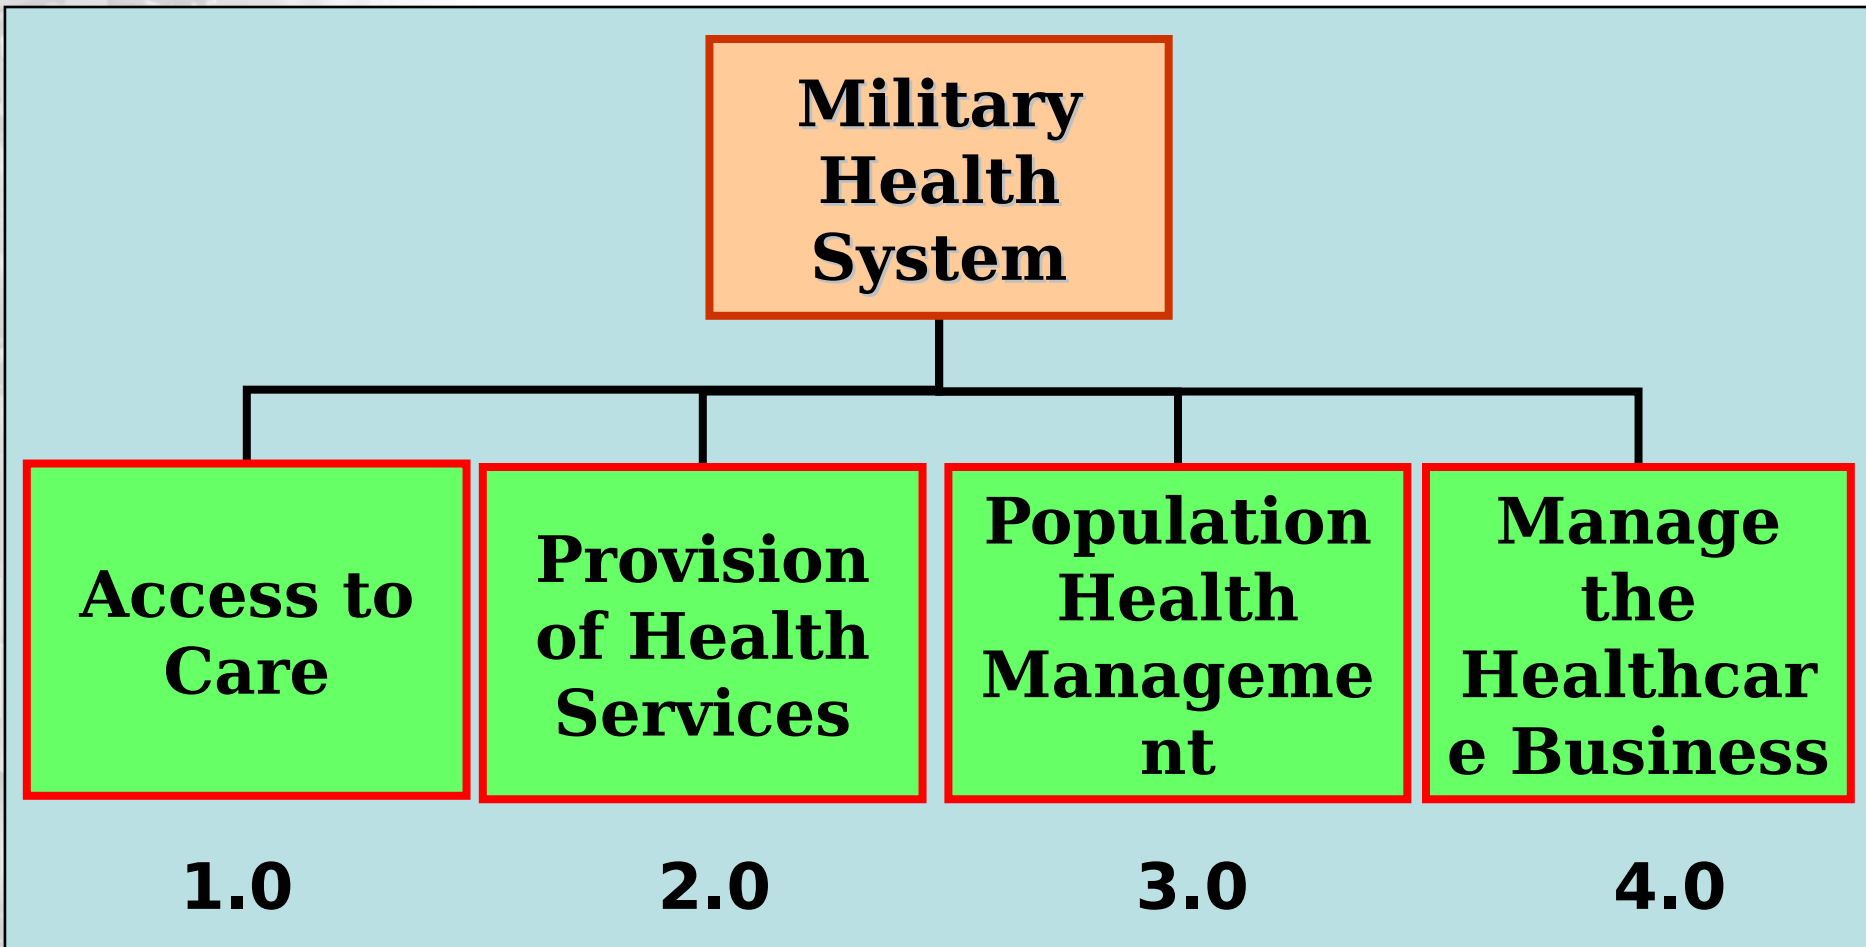 Military
Health
System
Access to
Care
Provision
of Health
Services
Population
Health
Manageme
nt
Manage
the
Healthcar
e Business
1.0
2.0
3.0
4.0